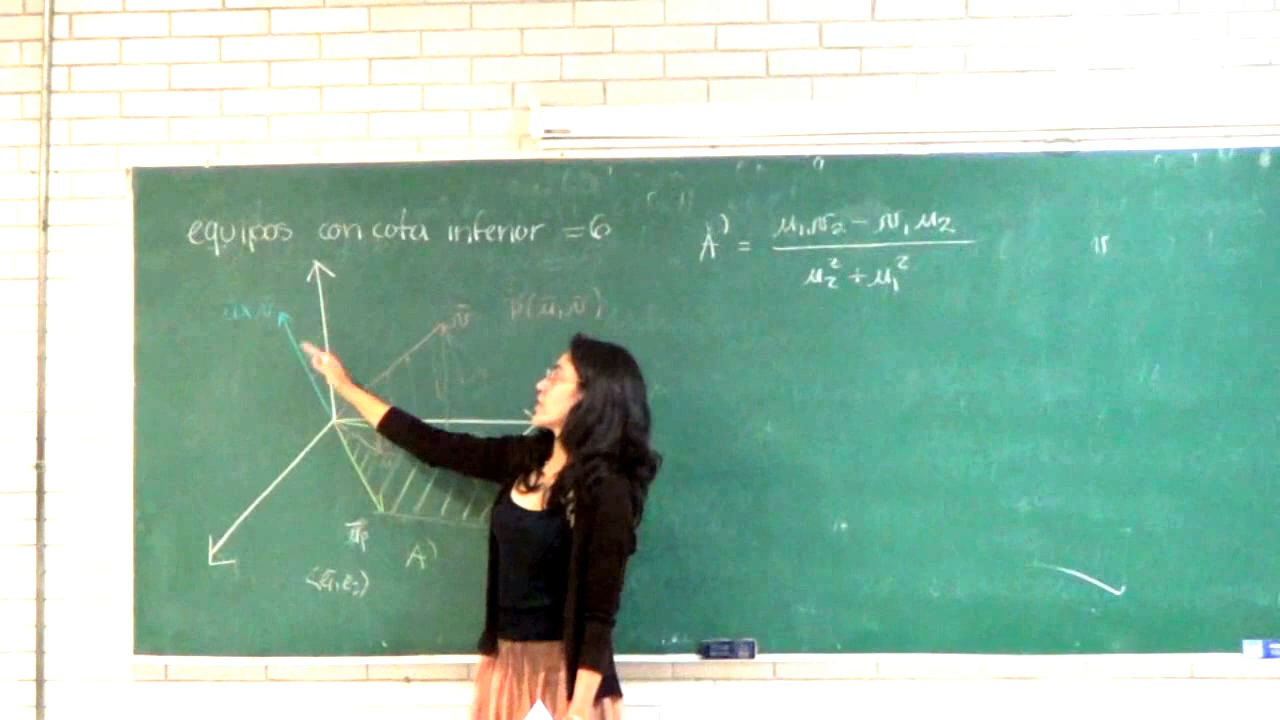 equipos con cota inferior = 6
A' = (u₁v₂ - v₁u₂) / (u₂² + u₁²)
u x v
v
p(u, v)
A'